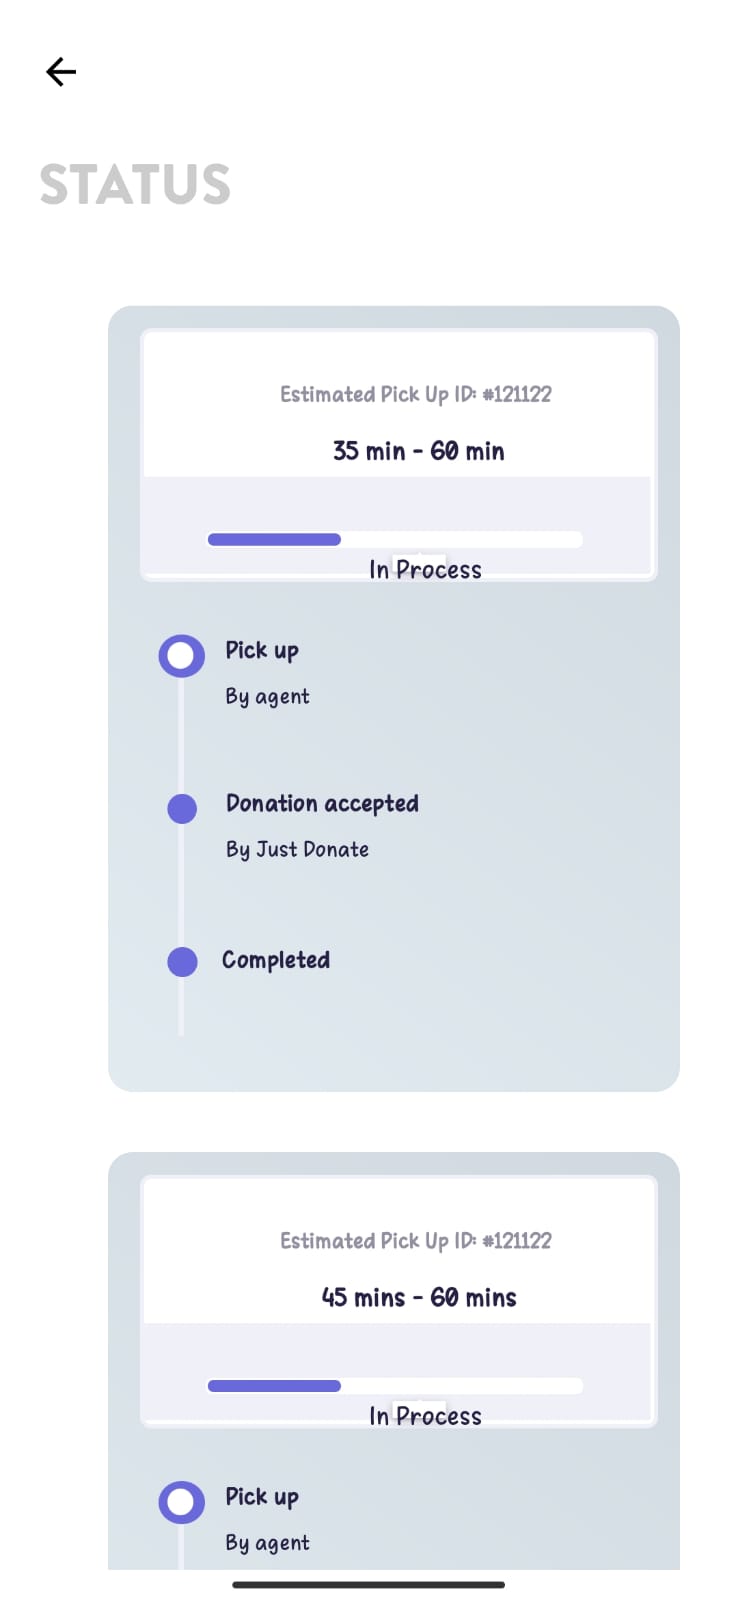 STATUS
Estimated Pick Up ID: #121122
35 min - 60 min
In Process
Pick up
By agent
Donation accepted
By Just Donate
Completed
Estimated Pick Up ID: #121122
45 mins - 60 mins
In Process
Pick up
By agent